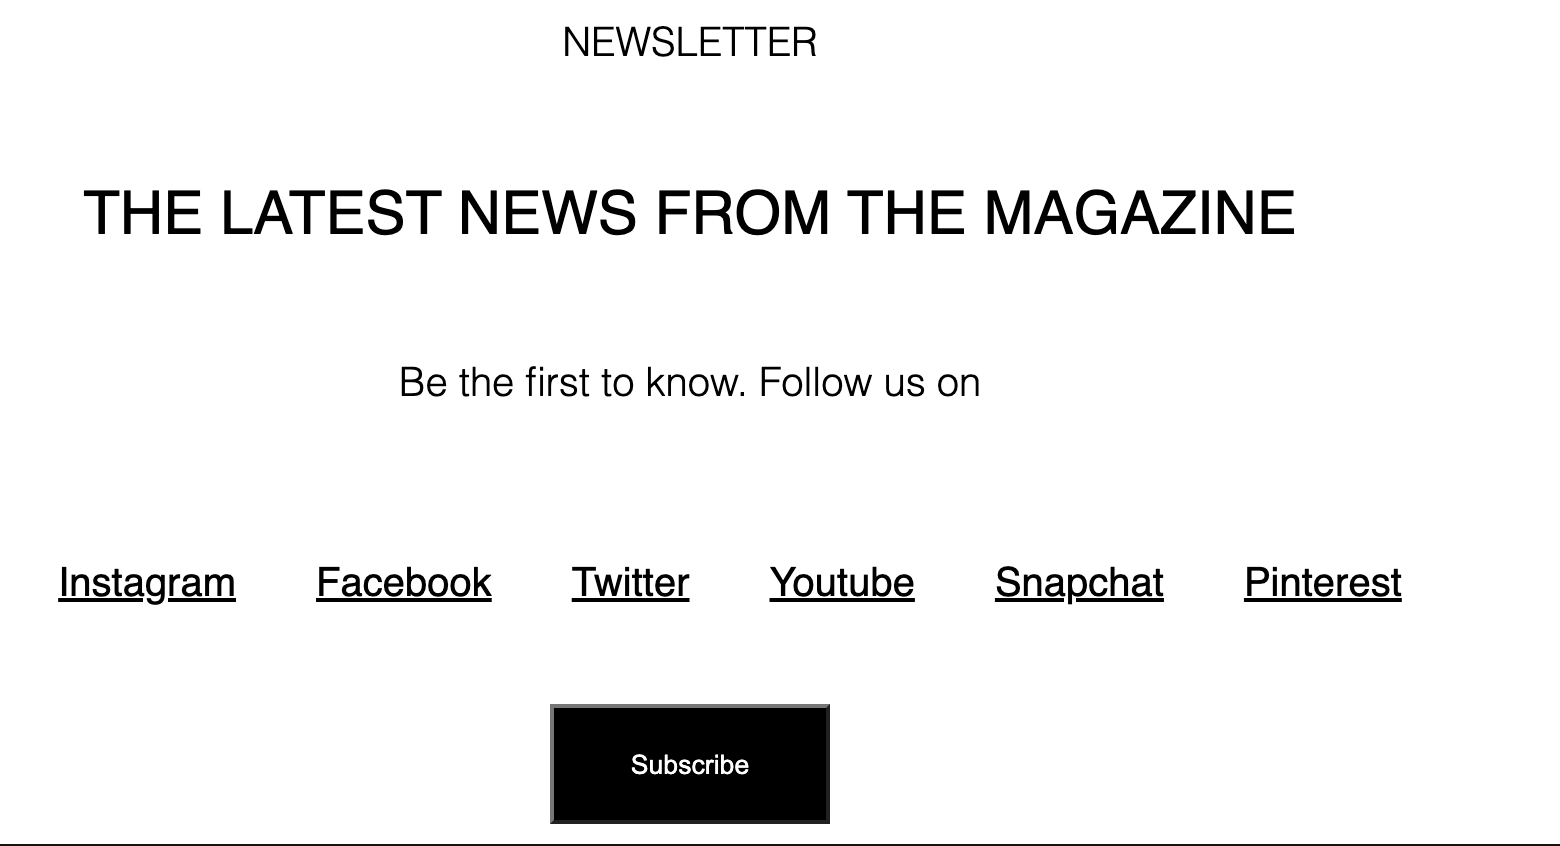 NEWSLETTER
THE LATEST NEWS FROM THE MAGAZINE
Be the first to know. Follow us on
Instagram Facebook Twitter Youtube Snapchat Pinterest
Subscribe